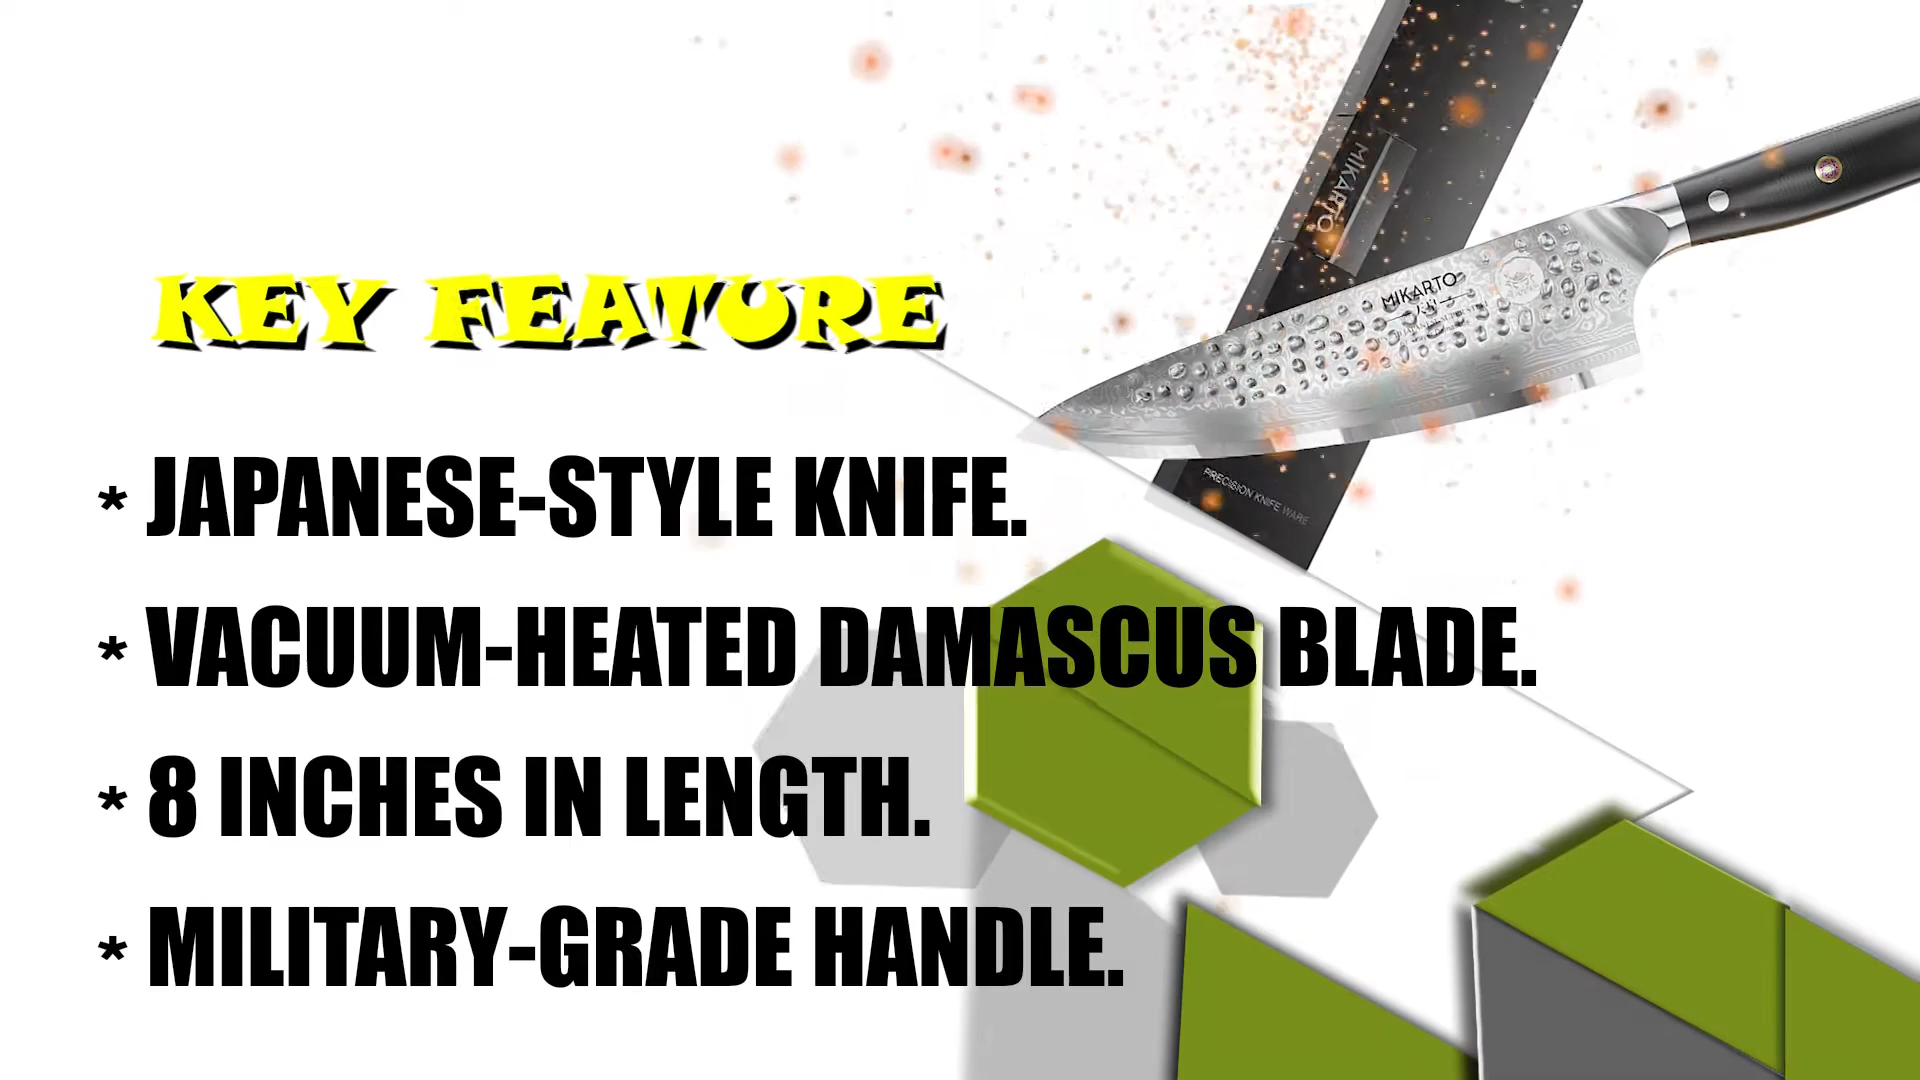 MIKARTO
MIKARTO
KEY FEATURE
PRECISION KNIFE WARE
* JAPANESE-STYLE KNIFE.
* VACUUM-HEATED DAMASCUS BLADE.
* 8 INCHES IN LENGTH.
* MILITARY-GRADE HANDLE.